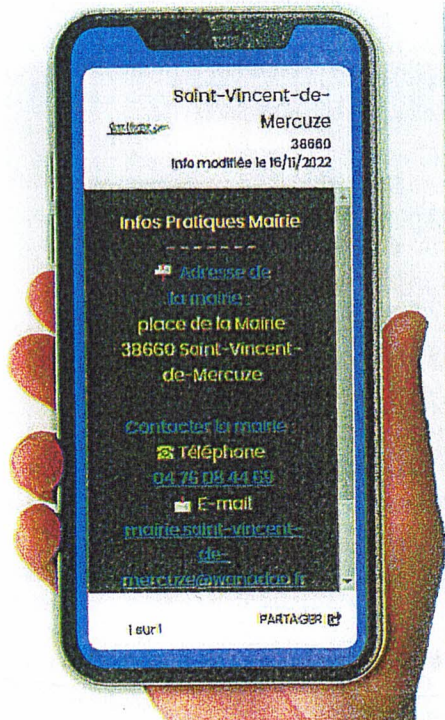 Saint-Vincent-de-
Mercuze
38660
Info modifiée le 16/11/2022
Infos Pratiques Mairie
- - - - - - -
Adresse de
la mairie :
place de la Mairie
38660 Saint-Vincent-
de-Mercuze
Contacter la mairie :
Téléphone
04 76 08 44 69
E-mail
mairie.saint-vincent-
de-
mercuze@wanadoo.fr
1 sur 1
PARTAGER